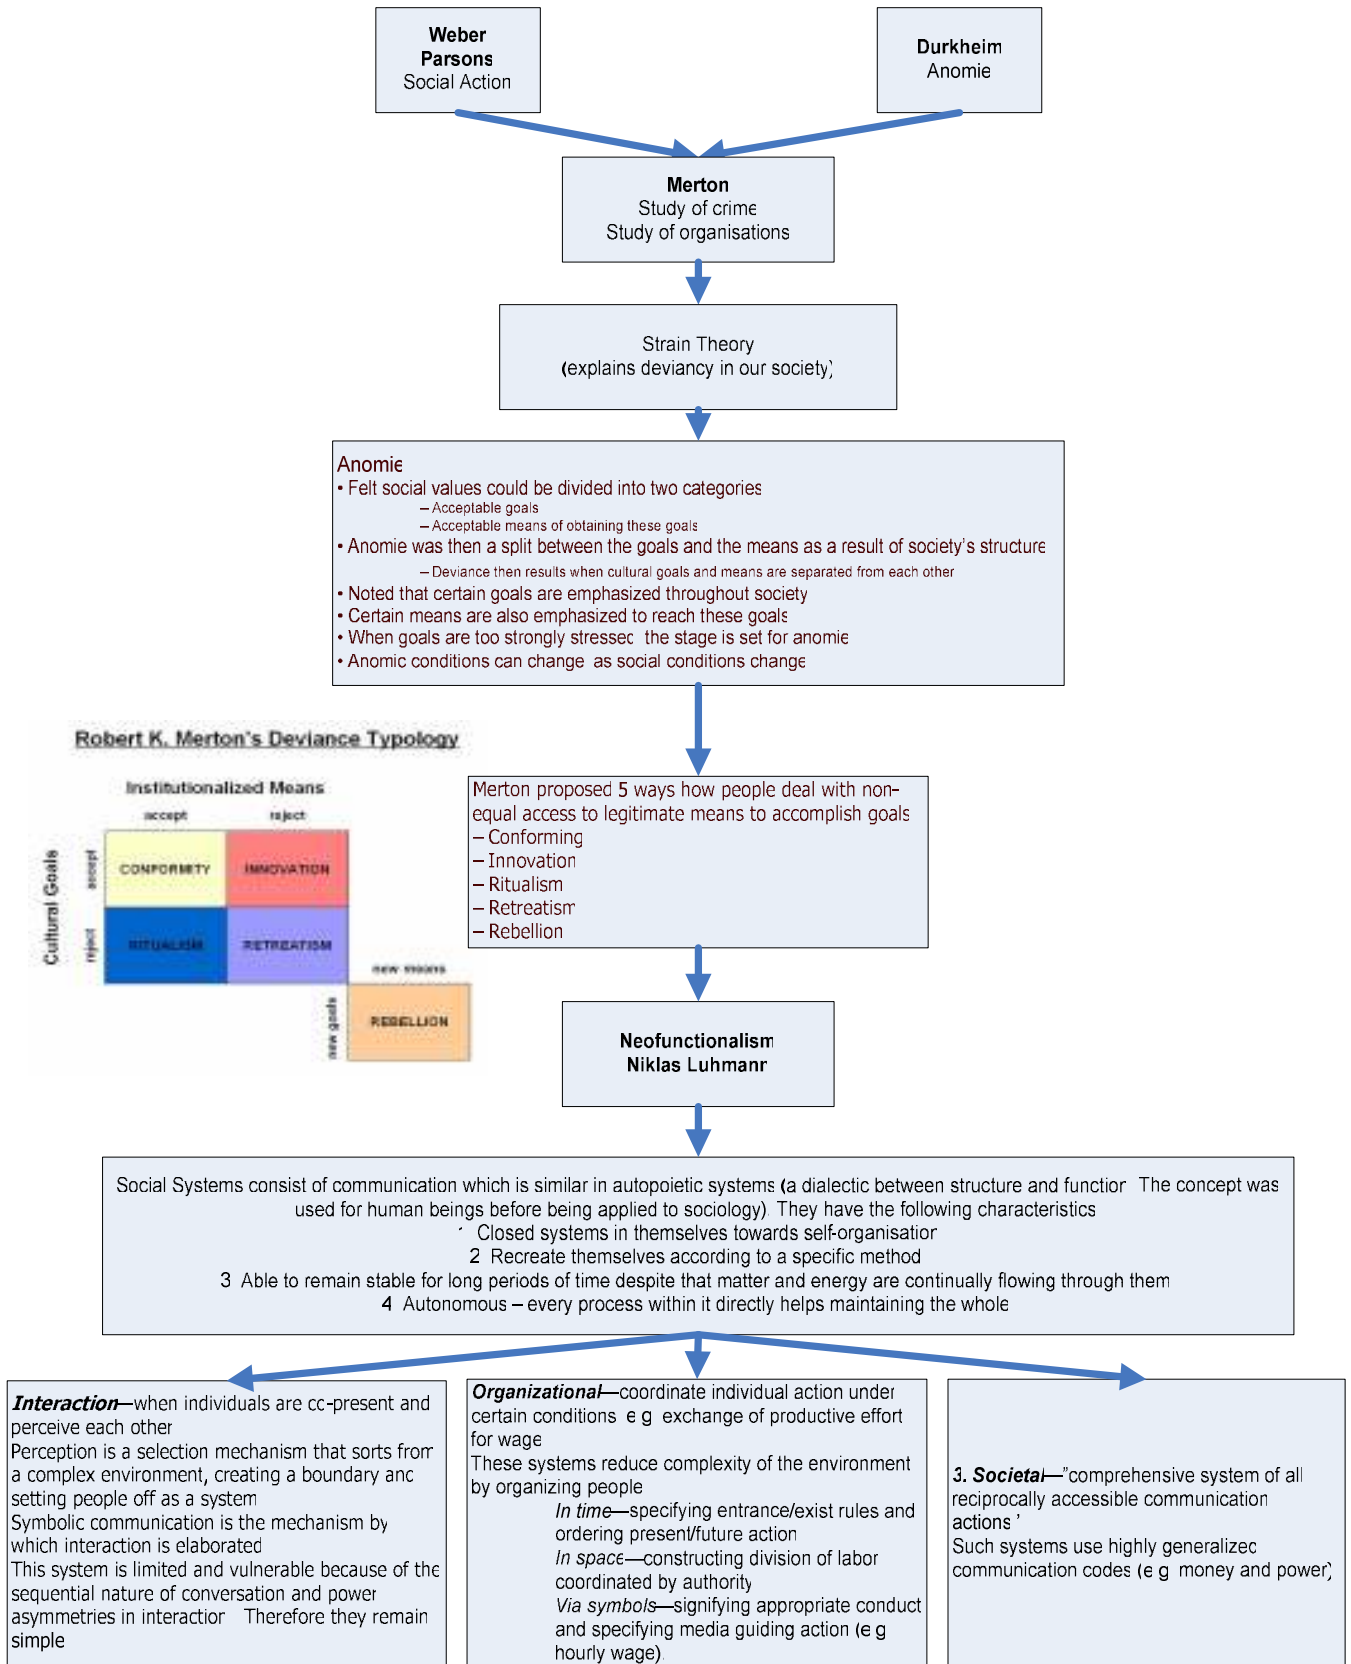 Weber
Parsons
Social Action
Durkheim
Anomie
Merton
Study of crime
Study of organisations
Strain Theory
(explains deviancy in our society)
Anomie
• Felt social values could be divided into two categories
– Acceptable goals
– Acceptable means of obtaining these goals
• Anomie was then a split between the goals and the means as a result of society's structure
– Deviance then results when cultural goals and means are separated from each other
• Noted that certain goals are emphasized throughout society
• Certain means are also emphasized to reach these goals
• When goals are too strongly stressed the stage is set for anomie
• Anomic conditions can change as social conditions change
Robert K. Merton's Deviance Typology
Institutionalized Means
accept reject
Cultural Goals
accept
reject
CONFORMITY INNOVATION
RITUALISM RETREATISM
new means
new goals
REBELLION
Merton proposed 5 ways how people deal with non-
equal access to legitimate means to accomplish goals
– Conforming
– Innovation
– Ritualism
– Retreatism
– Rebellion
Neofunctionalism
Niklas Luhmann
Social Systems consist of communication which is similar in autopoietic systems (a dialectic between structure and function The concept was
used for human beings before being applied to sociology) They have the following characteristics
1 Closed systems in themselves towards self-organisation
2 Recreate themselves according to a specific method
3 Able to remain stable for long periods of time despite that matter and energy are continually flowing through them
4 Autonomous – every process within it directly helps maintaining the whole
Interaction—when individuals are co-present and
perceive each other
Perception is a selection mechanism that sorts from
a complex environment, creating a boundary and
setting people off as a system
Symbolic communication is the mechanism by
which interaction is elaborated
This system is limited and vulnerable because of the
sequential nature of conversation and power
asymmetries in interaction Therefore they remain
simple
Organizational—coordinate individual action under
certain conditions e g exchange of productive effort
for wage
These systems reduce complexity of the environment
by organizing people
In time—specifying entrance/exist rules and
ordering present/future action
In space—constructing division of labor
coordinated by authority
Via symbols—signifying appropriate conduct
and specifying media guiding action (e g
hourly wage)
3. Societal—"comprehensive system of all
reciprocally accessible communication
actions '
Such systems use highly generalized
communication codes (e g money and power)